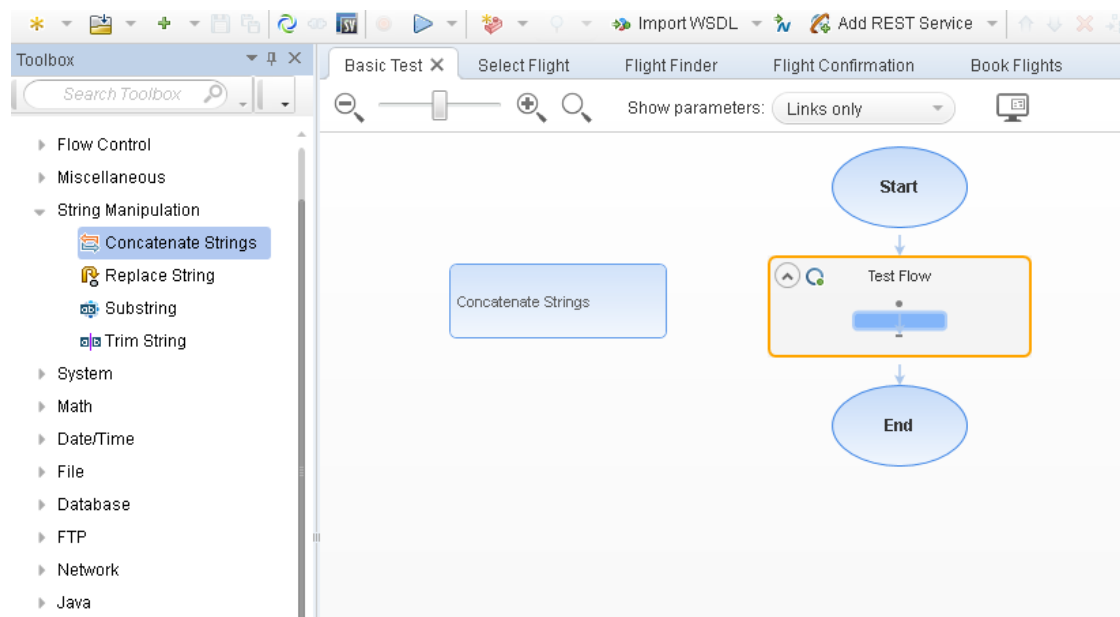 SV Import WSDL Add REST Service
Toolbox
Search Toolbox
Flow Control
Miscellaneous
String Manipulation
Concatenate Strings
Replace String
Substring
Trim String
System
Math
Date/Time
File
Database
FTP
Network
Java
Basic Test Select Flight Flight Finder Flight Confirmation Book Flights
Show parameters: Links only
Start
Concatenate Strings
Test Flow
End